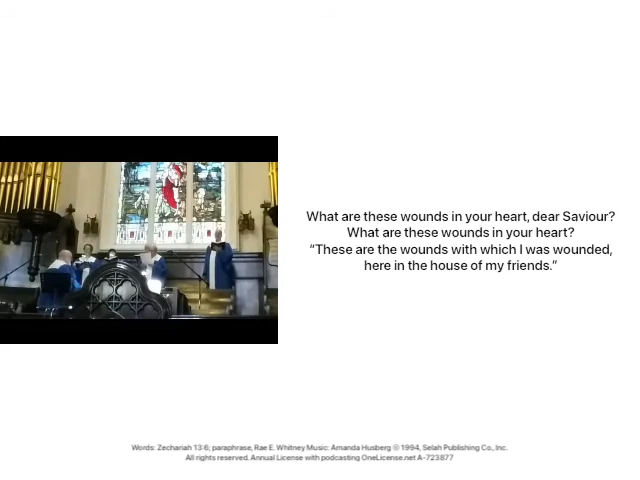 What are these wounds in your heart, dear Saviour?
What are these wounds in your heart?
“These are the wounds with which I was wounded,
here in the house of my friends.”
Words: Zechariah 13:6; paraphrase, Rae E. Whitney Music: Amanda Husberg © 1994, Selah Publishing Co., Inc.
All rights reserved. Annual License with podcasting OneLicense.net A-723877